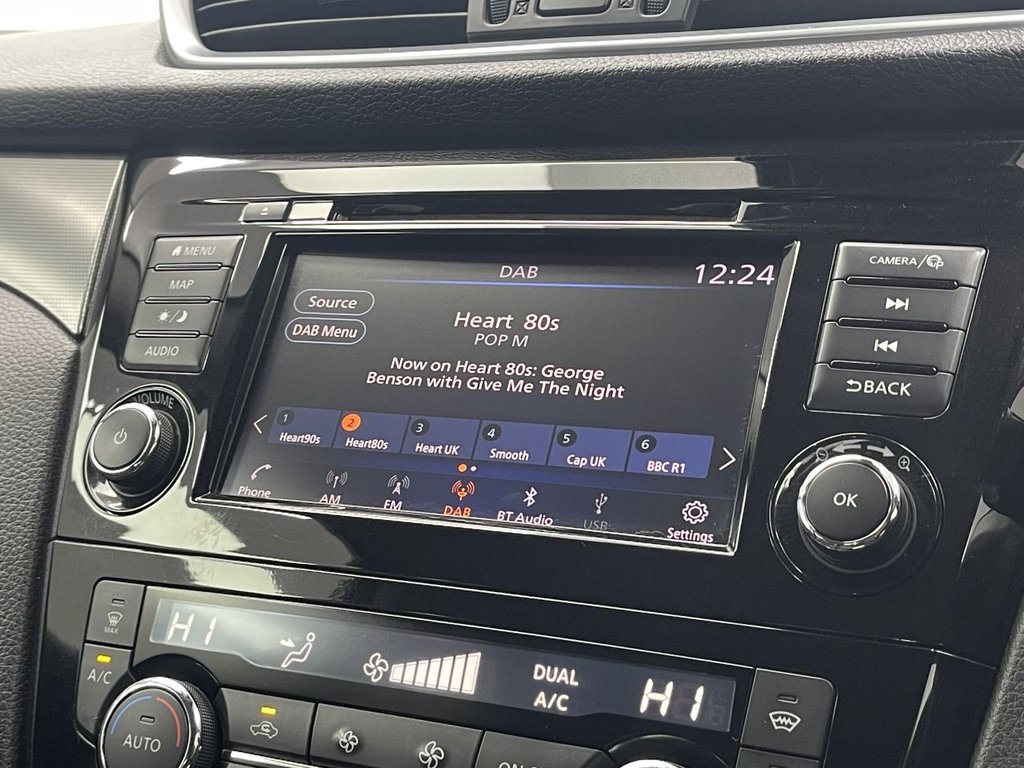 DAB
12:24
MENU
CAMERA/
MAP
Source
DAB Menu
Heart 80s
POP M
AUDIO
Now on Heart 80s: George
Benson with Give Me The Night
BACK
VOLUME
1
2
3
4
5
6
Heart90s
Heart80s
Heart UK
Smooth
Cap UK
BBC R1
Phone
AM
FM
DAB
BT Audio
USB
Settings
OK
MAX
HI
DUAL
A/C
HI
A/C
AUTO